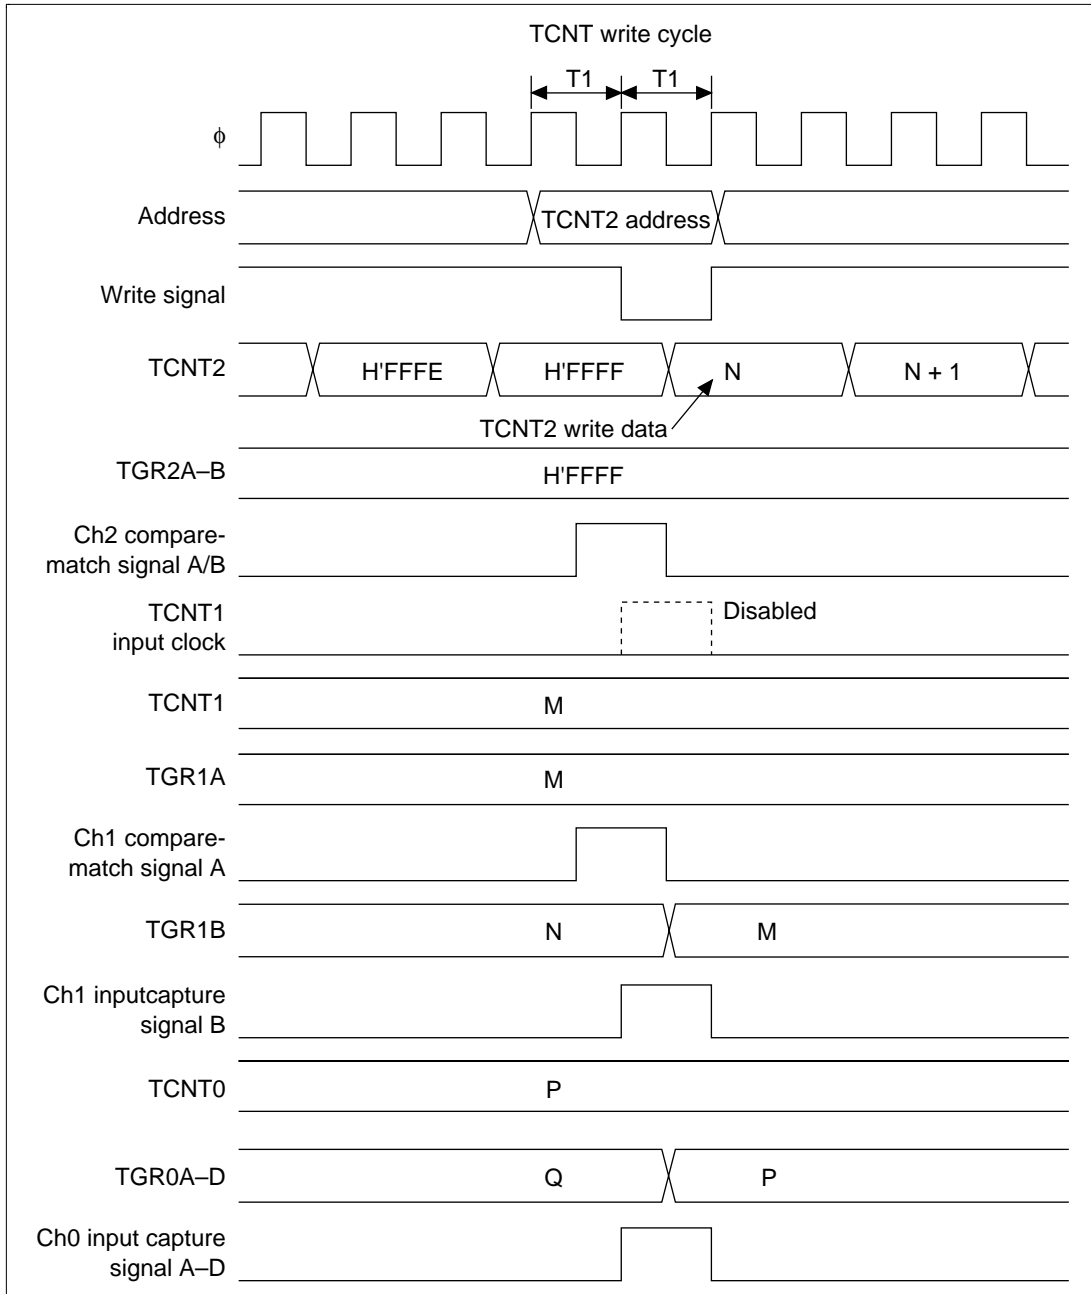 TCNT write cycle
T1 T1
ϕ
Address
TCNT2 address
Write signal
TCNT2
H'FFFE H'FFFF N N + 1
TCNT2 write data
TGR2A–B
H'FFFF
Ch2 compare-
match signal A/B
TCNT1
input clock
Disabled
TCNT1
M
TGR1A
M
Ch1 compare-
match signal A
TGR1B
N M
Ch1 inputcapture
signal B
TCNT0
P
TGR0A–D
Q P
Ch0 input capture
signal A–D